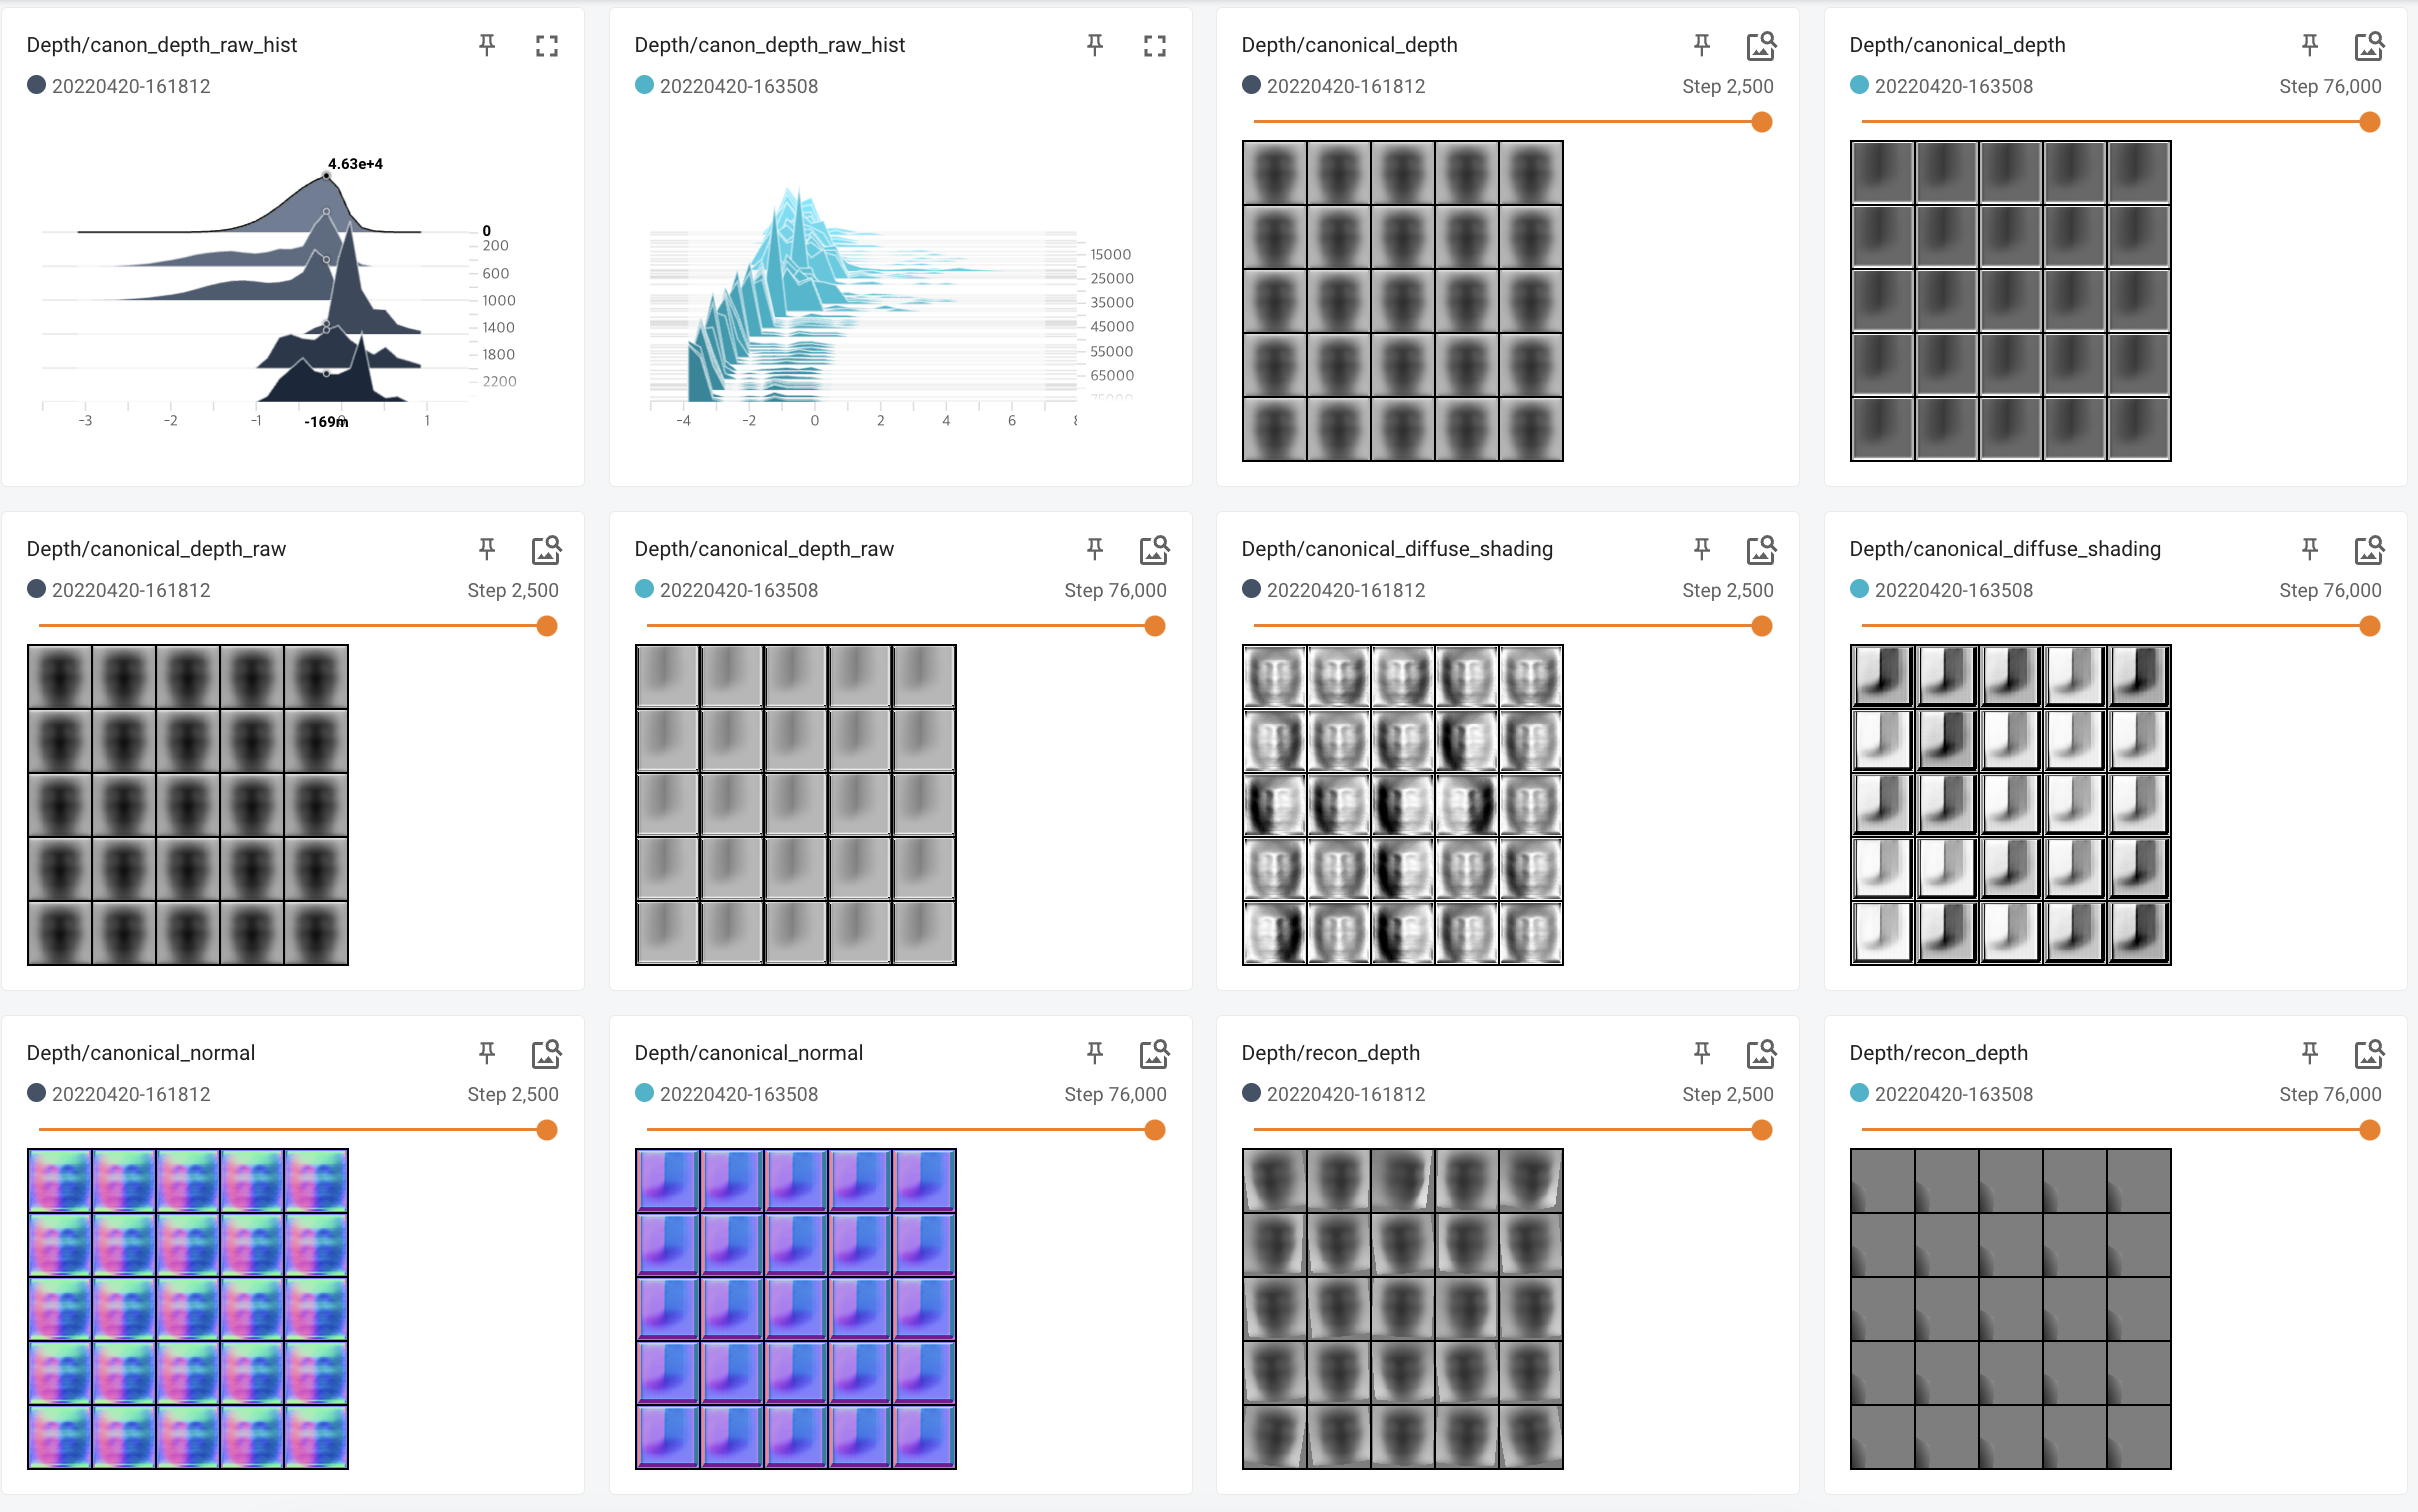 Depth/canon_depth_raw_hist
20220420-161812
4.63e+4
0
200
600
1000
1400
1800
2200
-3
-2
-1
-169m
1
Depth/canon_depth_raw_hist
20220420-163508
15000
25000
35000
45000
55000
65000
75000
-4
-2
0
2
4
6
Depth/canonical_depth
20220420-161812
Step 2,500
Depth/canonical_depth
20220420-163508
Step 76,000
Depth/canonical_depth_raw
20220420-161812
Step 2,500
Depth/canonical_depth_raw
20220420-163508
Step 76,000
Depth/canonical_diffuse_shading
20220420-161812
Step 2,500
Depth/canonical_diffuse_shading
20220420-163508
Step 76,000
Depth/canonical_normal
20220420-161812
Step 2,500
Depth/canonical_normal
20220420-163508
Step 76,000
Depth/recon_depth
20220420-161812
Step 2,500
Depth/recon_depth
20220420-163508
Step 76,000